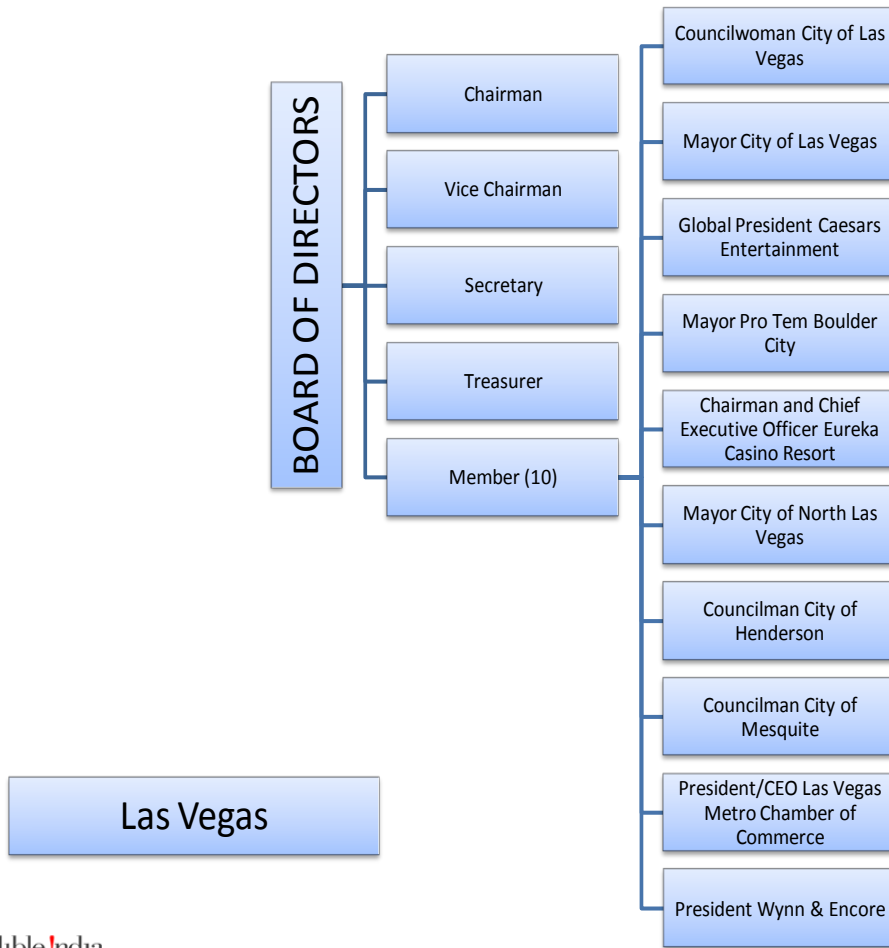 BOARD OF DIRECTORS
Chairman
Vice Chairman
Secretary
Treasurer
Member (10)
Councilwoman City of Las
Vegas
Mayor City of Las Vegas
Global President Caesars
Entertainment
Mayor Pro Tem Boulder
City
Chairman and Chief
Executive Officer Eureka
Casino Resort
Mayor City of North Las
Vegas
Councilman City of
Henderson
Councilman City of
Mesquite
President/CEO Las Vegas
Metro Chamber of
Commerce
President Wynn & Encore
Las Vegas
!ndia